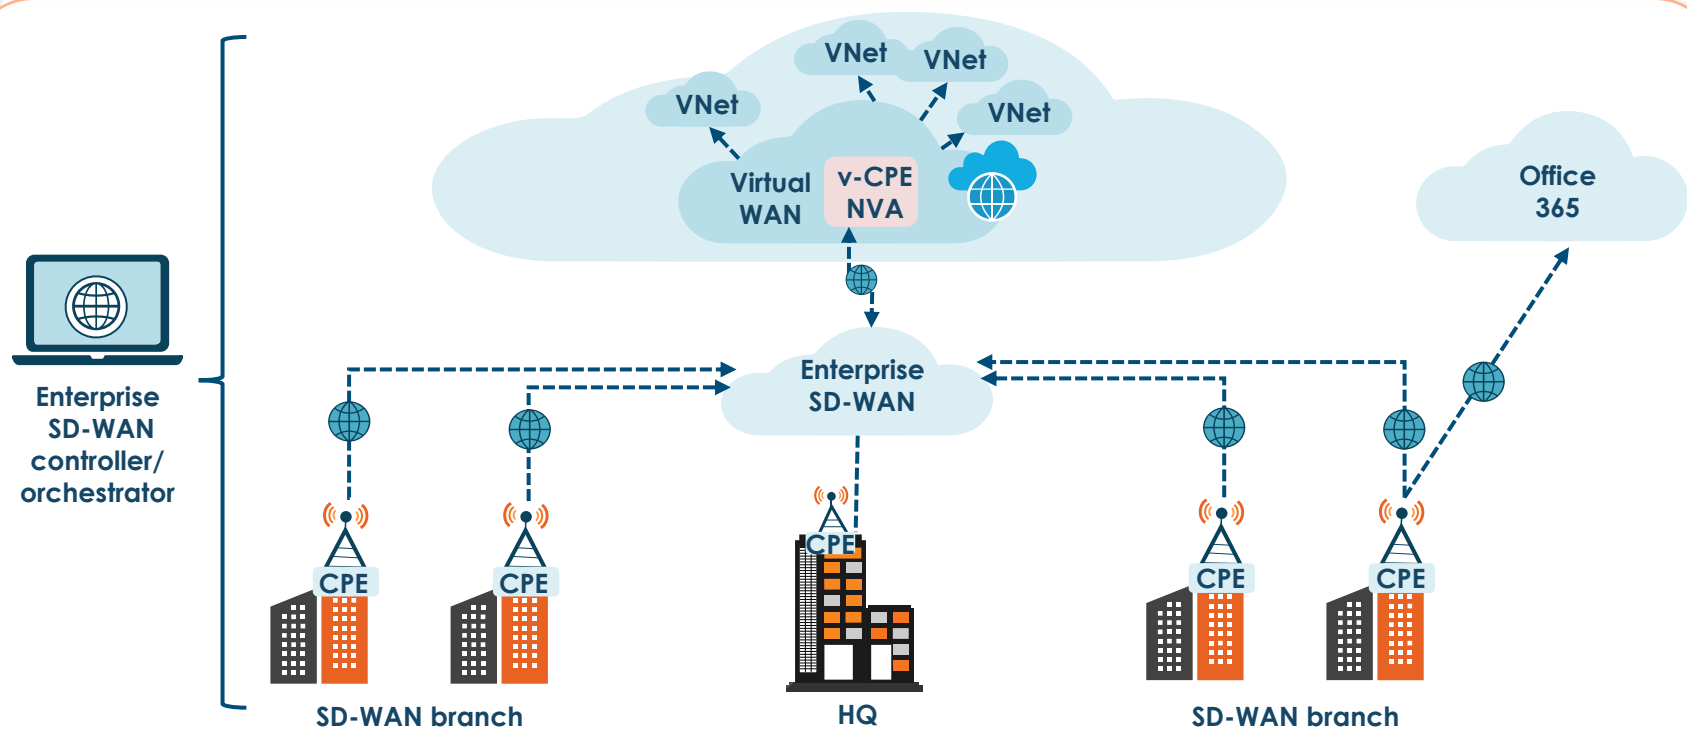 VNet
VNet
VNet
VNet
Virtual
WAN
v-CPE
NVA
Office
365
Enterprise
SD-WAN
controller/
orchestrator
Enterprise
SD-WAN
CPE
CPE
CPE
CPE
CPE
SD-WAN branch
HQ
SD-WAN branch